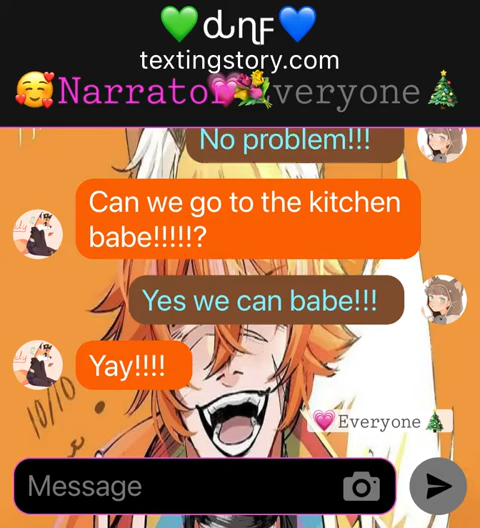 textingstory.com
🥰Narrator💗💐Everyone🎄
No problem!!!
Can we go to the kitchen
babe!!!!!?
Yes we can babe!!!
Yay!!!!
10/10
💗Everyone🎄
Message